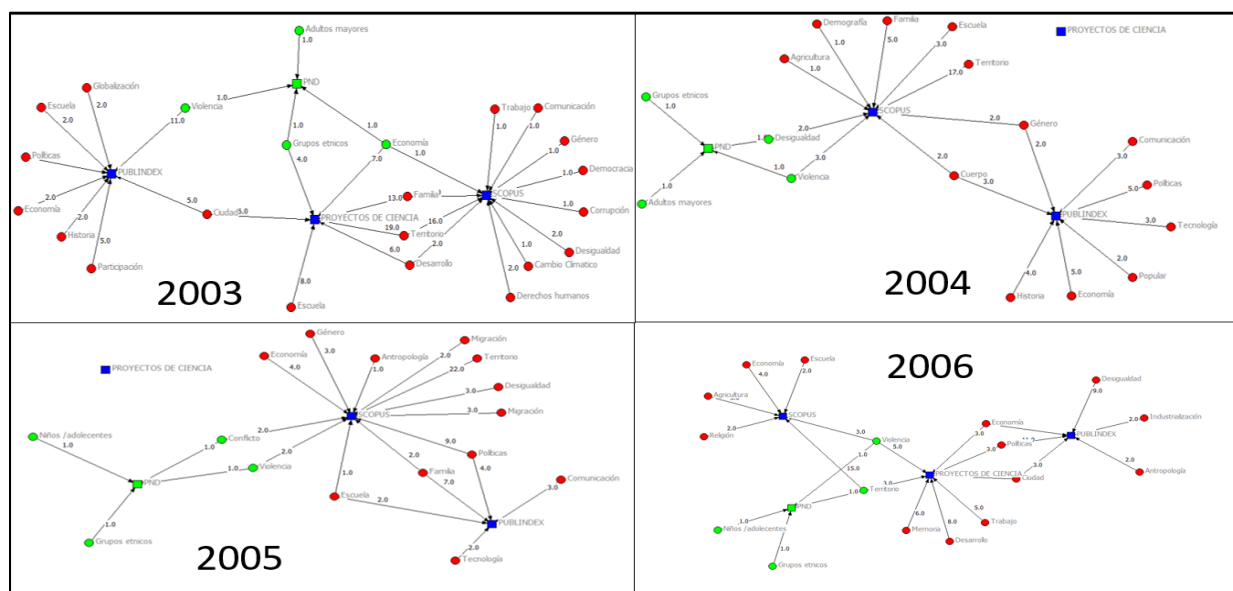 Adultos mayores
1.0
PND
Globalización
Escuela
2.0
Violencia
1.0
2.0
11.0
1.0
Grupos etnicos
1.0
Economía
Políticas
4.0
7.0
1.0
PUBLINDEX
2.0
Economía
2.0
Historia
5.0
Participación
5.0
Ciudad
5.0
PROYECTOS DE CIENCIA
Familia
13.0
19.0
Territorio
16.0
6.0
Desarrollo
2.0
8.0
Escuela
SCOPUS
Trabajo
1.0
Comunicación
1.0
Género
1.0
Democracia
1.0
Corrupción
1.0
Desigualdad
2.0
Cambio Climatico
1.0
Derechos humanos
2.0
2003
Demografía
1.0
Familia
5.0
Escuela
3.0
PROYECTOS DE CIENCIA
Agricultura
1.0
Territorio
17.0
Grupos etnicos
1.0
SCOPUS
2.0
Desigualdad
PND
1.0
3.0
Violencia
1.0
Adultos mayores
2.0
Género
2.0
2.0
Cuerpo
3.0
Comunicación
3.0
Políticas
5.0
PUBLINDEX
Tecnología
3.0
Popular
2.0
Economía
5.0
Historia
4.0
2004
PROYECTOS DE CIENCIA
Género
3.0
Economía
4.0
Antropología
1.0
Migración
2.0
Territorio
22.0
Desigualdad
3.0
Migración
3.0
SCOPUS
Niños /adolecentes
1.0
Conflicto
2.0
1.0
Violencia
2.0
1.0
PND
Grupos etnicos
1.0
Escuela
1.0
2.0
Familia
2.0
7.0
Políticas
9.0
4.0
Comunicación
3.0
PUBLINDEX
Tecnología
2.0
2005
Economía
4.0
Escuela
2.0
2006
Agricultura
SCOPUS
Religión
2.0
Violencia
3.0
5.0
15.0
Territorio
1.0
3.0
PND
Niños /adolecentes
1.0
Grupos etnicos
1.0
PROYECTOS DE CIENCIA
Economía
3.0
Políticas
3.0
Ciudad
3.0
Desigualdad
9.0
Industrialización
2.0
PUBLINDEX
Antropología
2.0
Trabajo
5.0
Memoria
6.0
Desarrollo
8.0